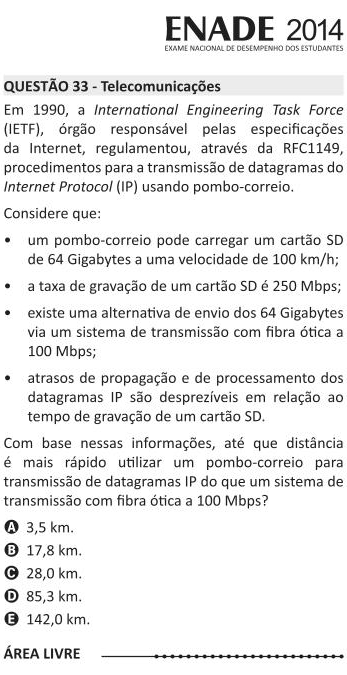 ENADE 2014
EXAME NACIONAL DE DESEMPENHO DOS ESTUDANTES
QUESTÃO 33 - Telecomunicações
Em 1990, a International Engineering Task Force
(IETF), órgão responsável pelas especificações
da Internet, regulamentou, através da RFC1149,
procedimentos para a transmissão de datagramas do
Internet Protocol (IP) usando pombo-correio.
Considere que:
• um pombo-correio pode carregar um cartão SD
de 64 Gigabytes a uma velocidade de 100 km/h;
• a taxa de gravação de um cartão SD é 250 Mbps;
• existe uma alternativa de envio dos 64 Gigabytes
via um sistema de transmissão com fibra ótica a
100 Mbps;
• atrasos de propagação e de processamento dos
datagramas IP são desprezíveis em relação ao
tempo de gravação de um cartão SD.
Com base nessas informações, até que distância
é mais rápido utilizar um pombo-correio para
transmissão de datagramas IP do que um sistema de
transmissão com fibra ótica a 100 Mbps?
A 3,5 km.
B 17,8 km.
C 28,0 km.
D 85,3 km.
E 142,0 km.
ÁREA LIVRE